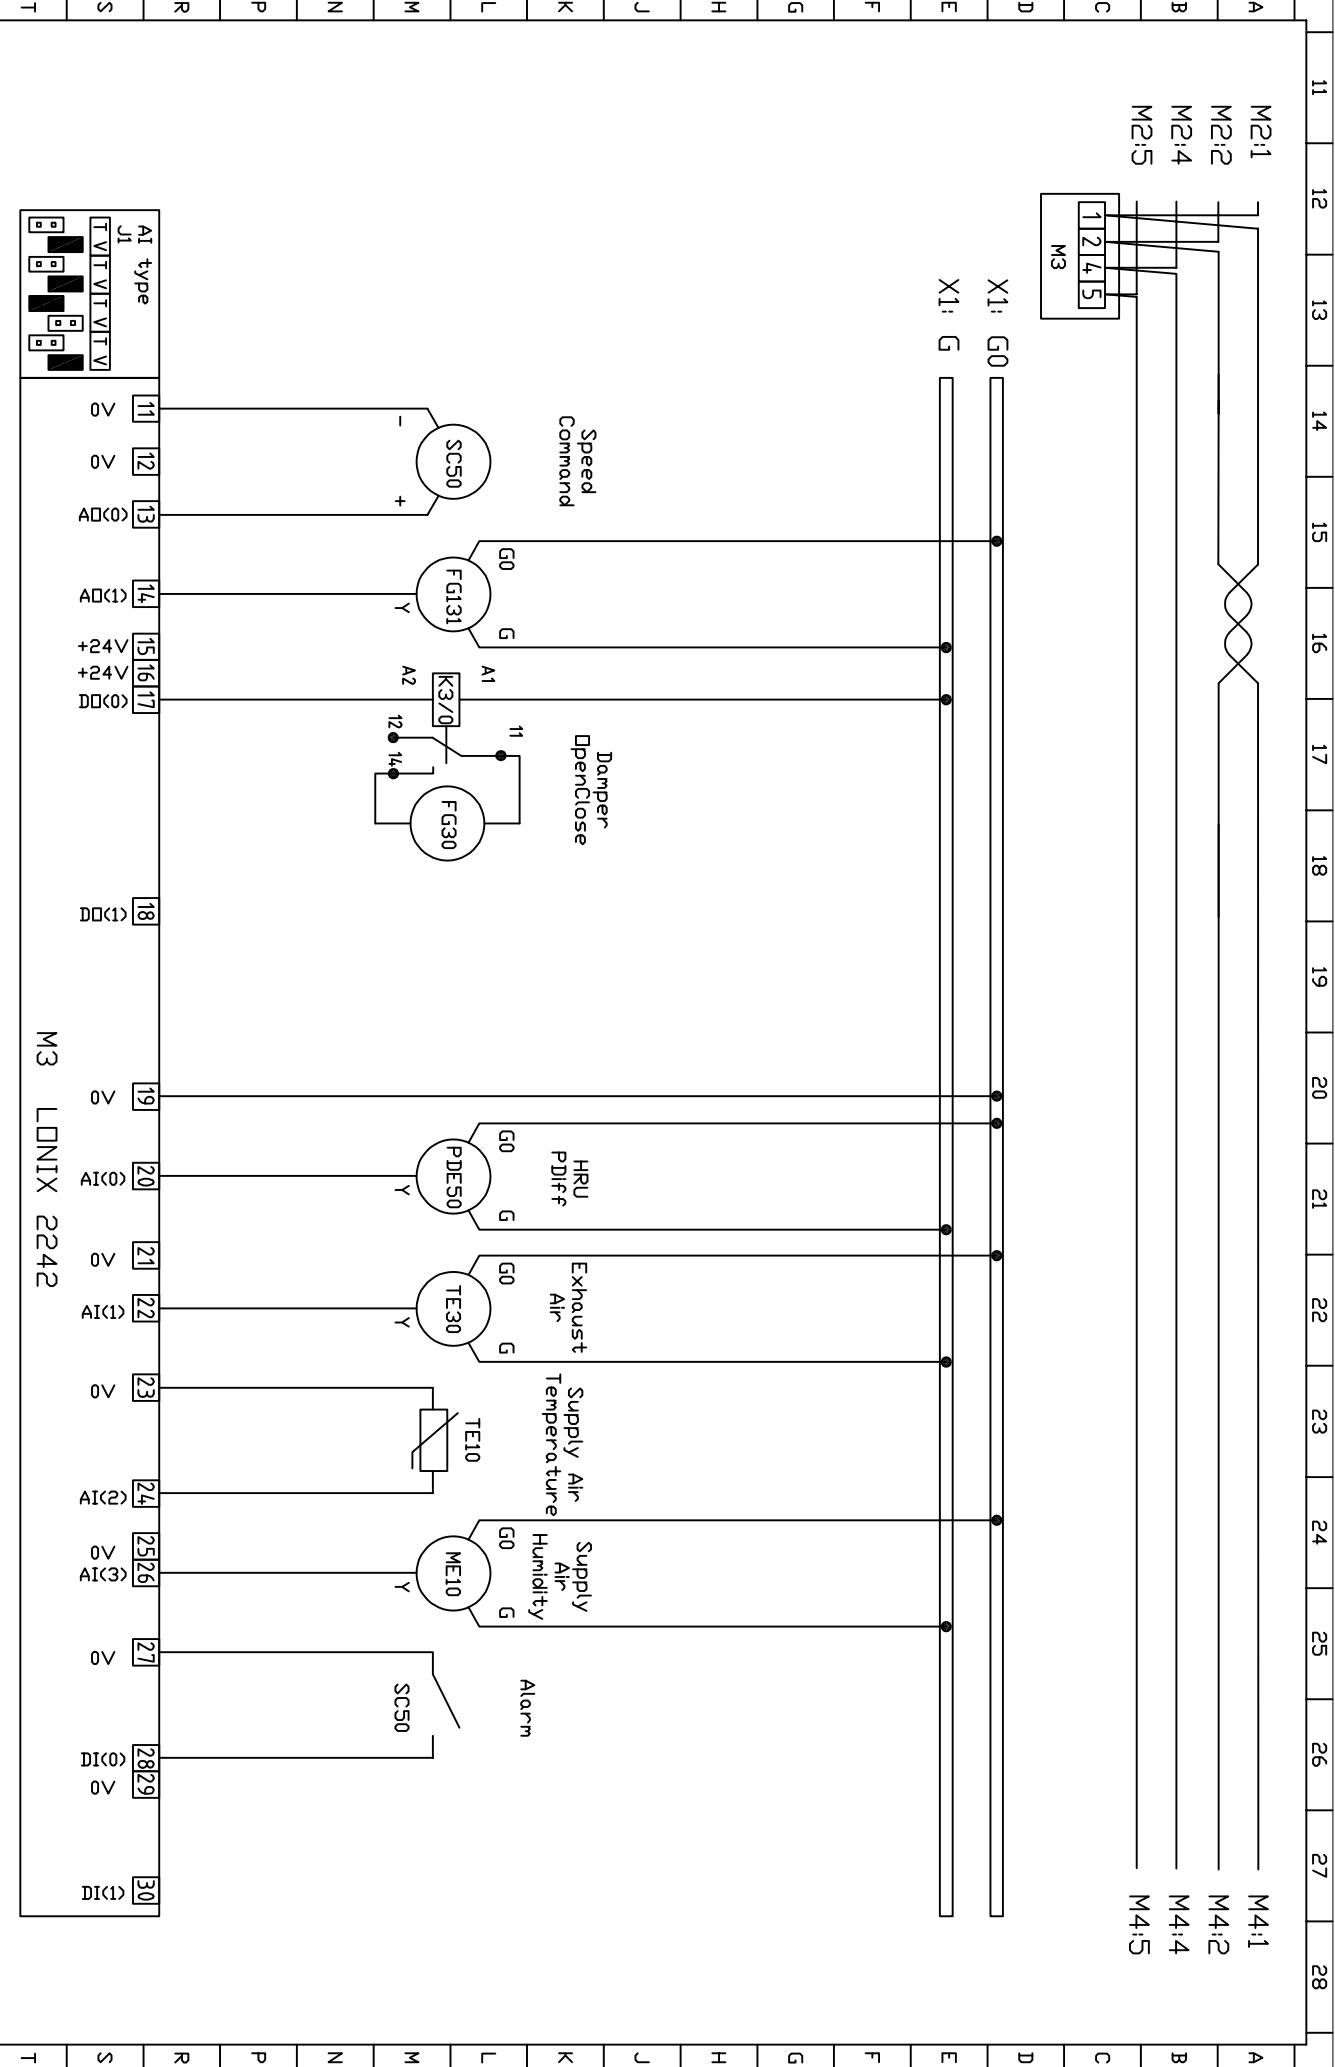 11 12 13 14 15 16 17 18 19 20 21 22 23 24 25 26 27 28
A A
B B
C C
D D
E E
F F
G G
H H
J J
K K
L L
M M
N N
P P
R R
S S
T T
M2:1 M4:1
M2:2 M4:2
M2:4 M4:4
M2:5 M4:5
1 2 4 5
M3
X1: G0
X1: G
Speed
Command
Damper
OpenClose
HRU
PDiff
Exhaust
Air
Supply Air
Temperature
Supply
Air
Humidity
Alarm
G0 G
11
A1
G0 G
G0 G
TE10
G0 G
SC50
FG131
K3/0
FG30
PDE50
TE30
ME10
- +
Y
A2
12
14
Y
Y
Y
SC50
AI type
J1
T V T V T V T V
11 12 13 14 15 16 17 18 19 20 21 22 23 24 25 26 27 28 29 30
0V 0V AO(0) AO(1) +24V +24V DO(0) DO(1) 0V AI(0) 0V AI(1) 0V AI(2) 0V AI(3) 0V DI(0) 0V DI(1)
M3 LONIX 2242